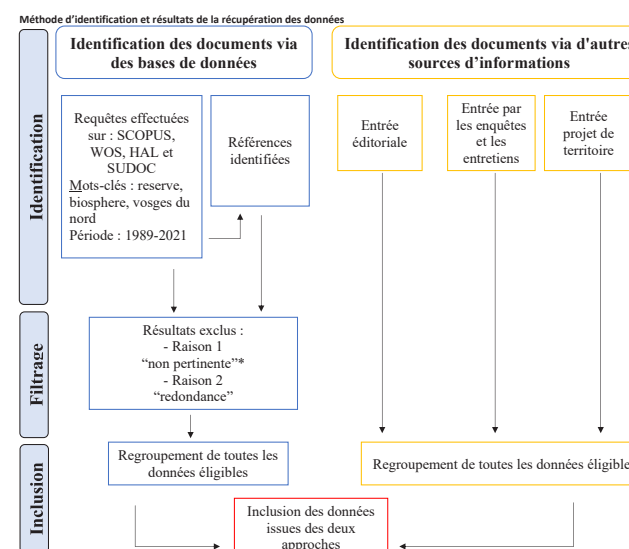 Méthode d'identification et résultats de la récupération des données
Identification des documents via
des bases de données
Identification des documents via d'autre
sources d'informations
Identification
Requêtes effectuées
sur : SCOPUS,
WOS, HAL et
SUDOC
Mots-clés : reserve,
biosphere, vosges du
nord
Période : 1989-2021
Références
identifiées
Entrée
éditoriale
Entrée par
les enquêtes
et les
entretiens
Entrée
projet de
territoire
Filtrage
Résultats exclus :
- Raison 1
“non pertinente”*
- Raison 2
“redondance”
Inclusion
Regroupement de toutes les
données éligibles
Regroupement de toutes les données éligible
Inclusion des données
issues des deux
approches